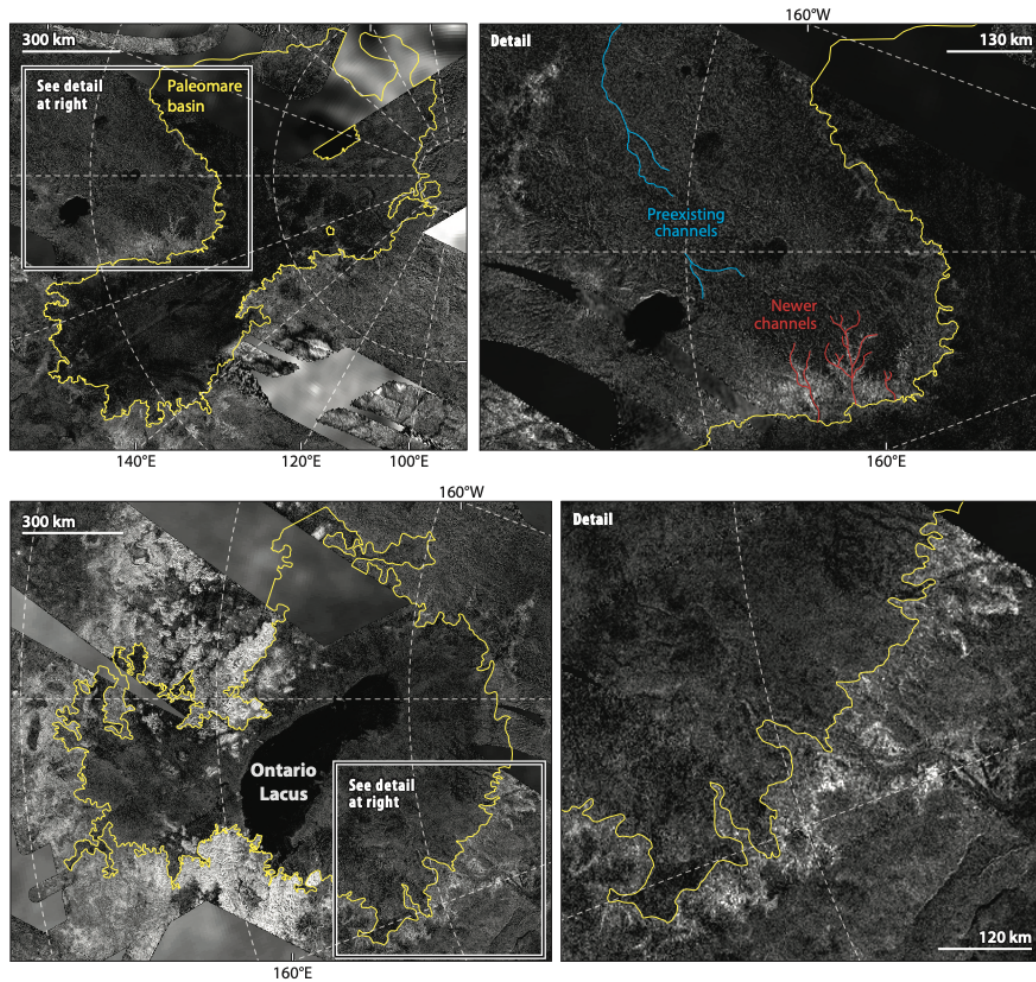 300 km
See detail
at right
Paleomare
basin
140°E
120°E
100°E
160°W
Detail
130 km
Preexisting
channels
Newer
channels
160°E
160°W
300 km
Ontario
Lacus
See detail
at right
160°E
Detail
120 km